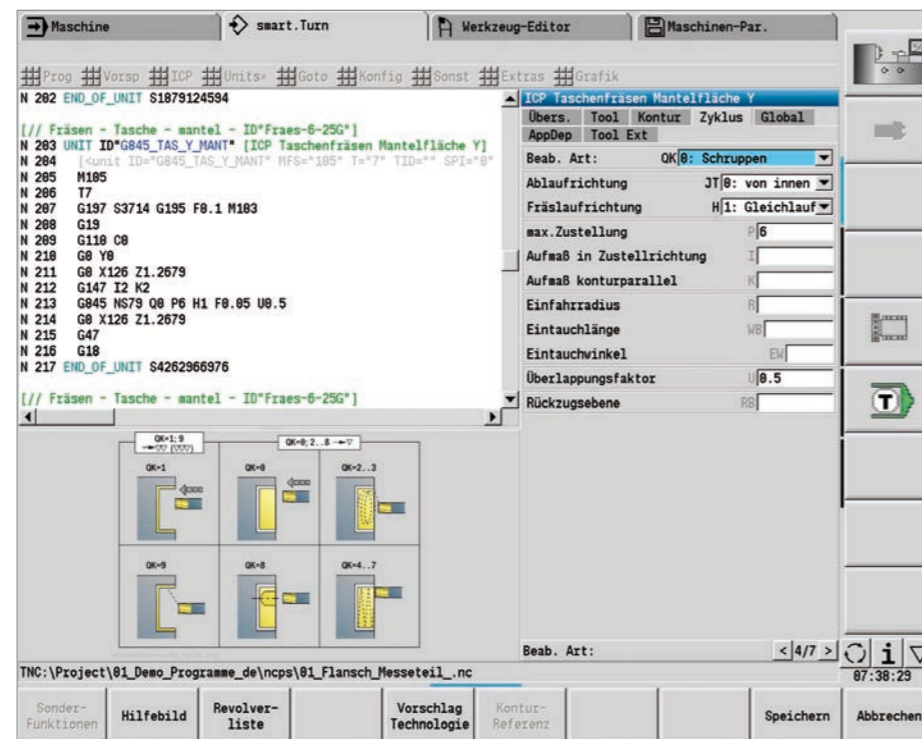 Maschine
smart.Turn
Werkzeug-Editor
Maschinen-Par.
Prog Vorsp ICP Units» Goto Konfig Sonst Extras Grafik
N 202 END_OF_UNIT S1879124594
[// Fräsen - Tasche - mantel - ID"Fraes-6-25G"]
N 203 UNIT ID"G845_TAS_Y_MANT" [ICP Taschenfräsen Mantelfläche Y]
N 204 [<unit ID="G845_TAS_Y_MANT" MFS="105" T="7" TID="" SPI="0"
N 205 M105
N 206 T7
N 207 G197 S3714 G195 F0.1 M103
N 208 G19
N 209 G110 C0
N 210 G0 Y0
N 211 G0 X126 Z1.2679
N 212 G147 I2 K2
N 213 G845 NS79 Q0 P6 H1 F0.05 U0.5
N 214 G0 X126 Z1.2679
N 215 G47
N 216 G18
N 217 END_OF_UNIT S4262966976
[// Fräsen - Tasche - mantel - ID"Fraes-6-25G"]
ICP Taschenfräsen Mantelfläche Y
Übers. Tool Kontur Zyklus Global
AppDep Tool Ext
Beab. Art: QK 0: Schruppen
Ablaufrichtung JT 0: von innen
Fräslaufrichtung H 1: Gleichlauf
max.Zustellung P 6
Aufmaß in Zustellrichtung I
Aufmaß konturparallel K
Einfahrradius R
Eintauchlänge WB
Eintauchwinkel EW
Überlappungsfaktor U 0.5
Rückzugsebene RB
QK=1;9
QK=0;2..8
QK=1
QK=0
QK=2..3
QK=9
QK=8
QK=4..7
Beab. Art: < 4/7 >
TNC:\Project\01_Demo_Programme_de\ncps\01_Flansch_Messeteil_.nc
07:38:29
Sonder-
Funktionen
Hilfebild
Revolver-
liste
Vorschlag
Technologie
Kontur-
Referenz
Speichern
Abbrechen
T
i